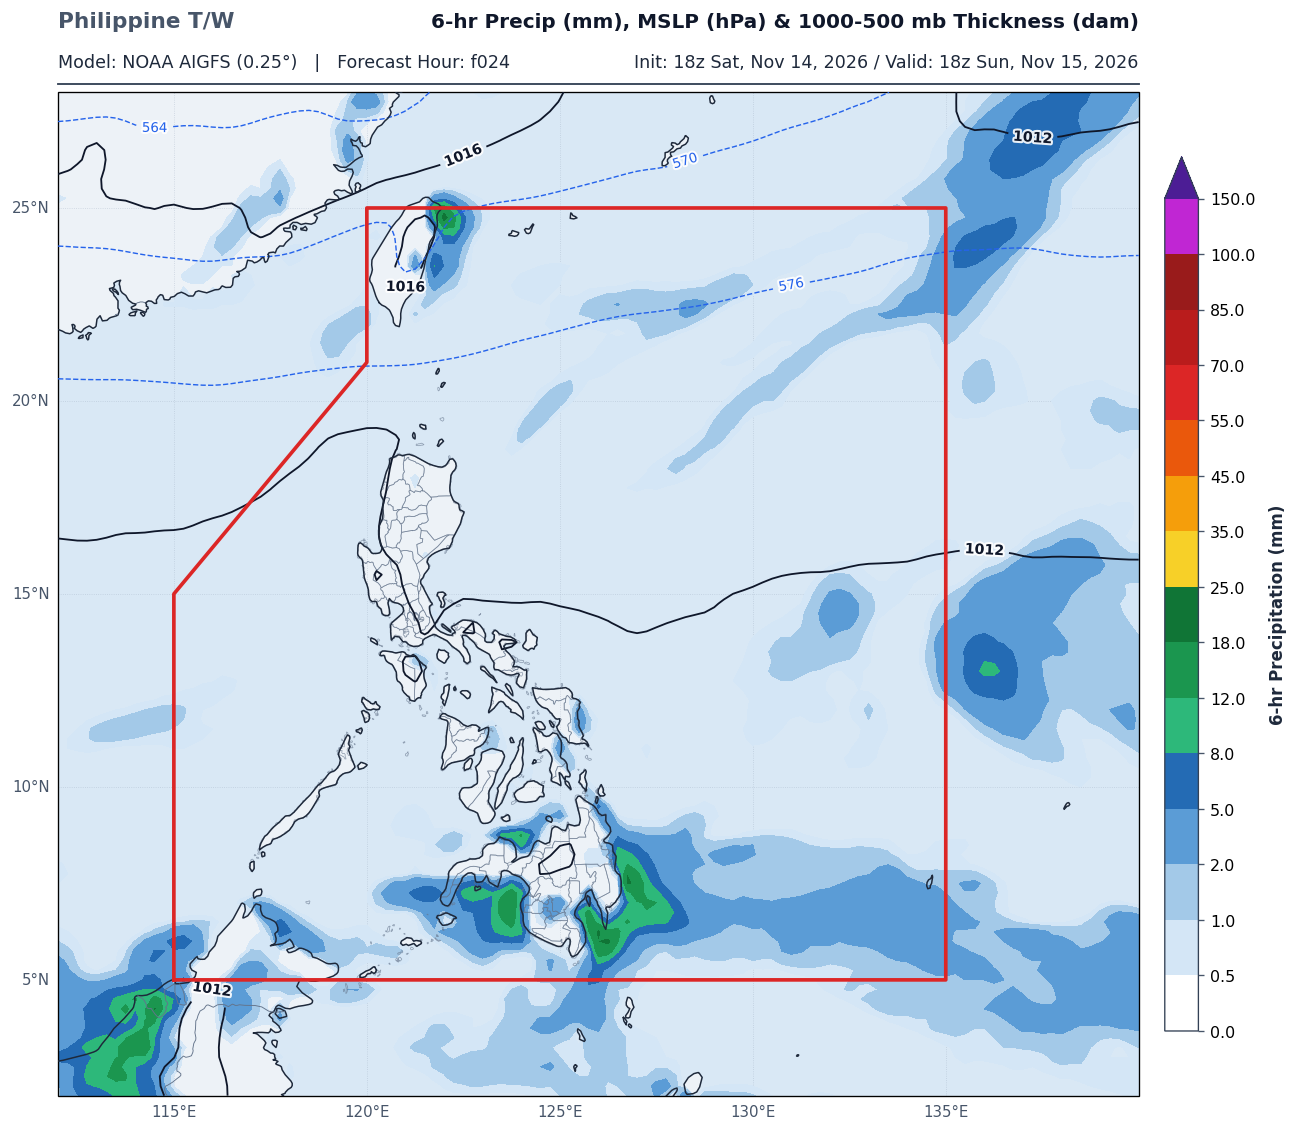 Philippine T/W
6-hr Precip (mm), MSLP (hPa) & 1000-500 mb Thickness (dam)
Model: NOAA AIGFS (0.25°) | Forecast Hour: f024
Init: 18z Sat, Nov 14, 2026 / Valid: 18z Sun, Nov 15, 2026
564
1016
570
1012
1016
576
1012
1012
25°N
20°N
15°N
10°N
5°N
115°E
120°E
125°E
130°E
135°E
150.0
100.0
85.0
70.0
55.0
45.0
35.0
25.0
18.0
12.0
8.0
5.0
2.0
1.0
0.5
0.0
6-hr Precipitation (mm)